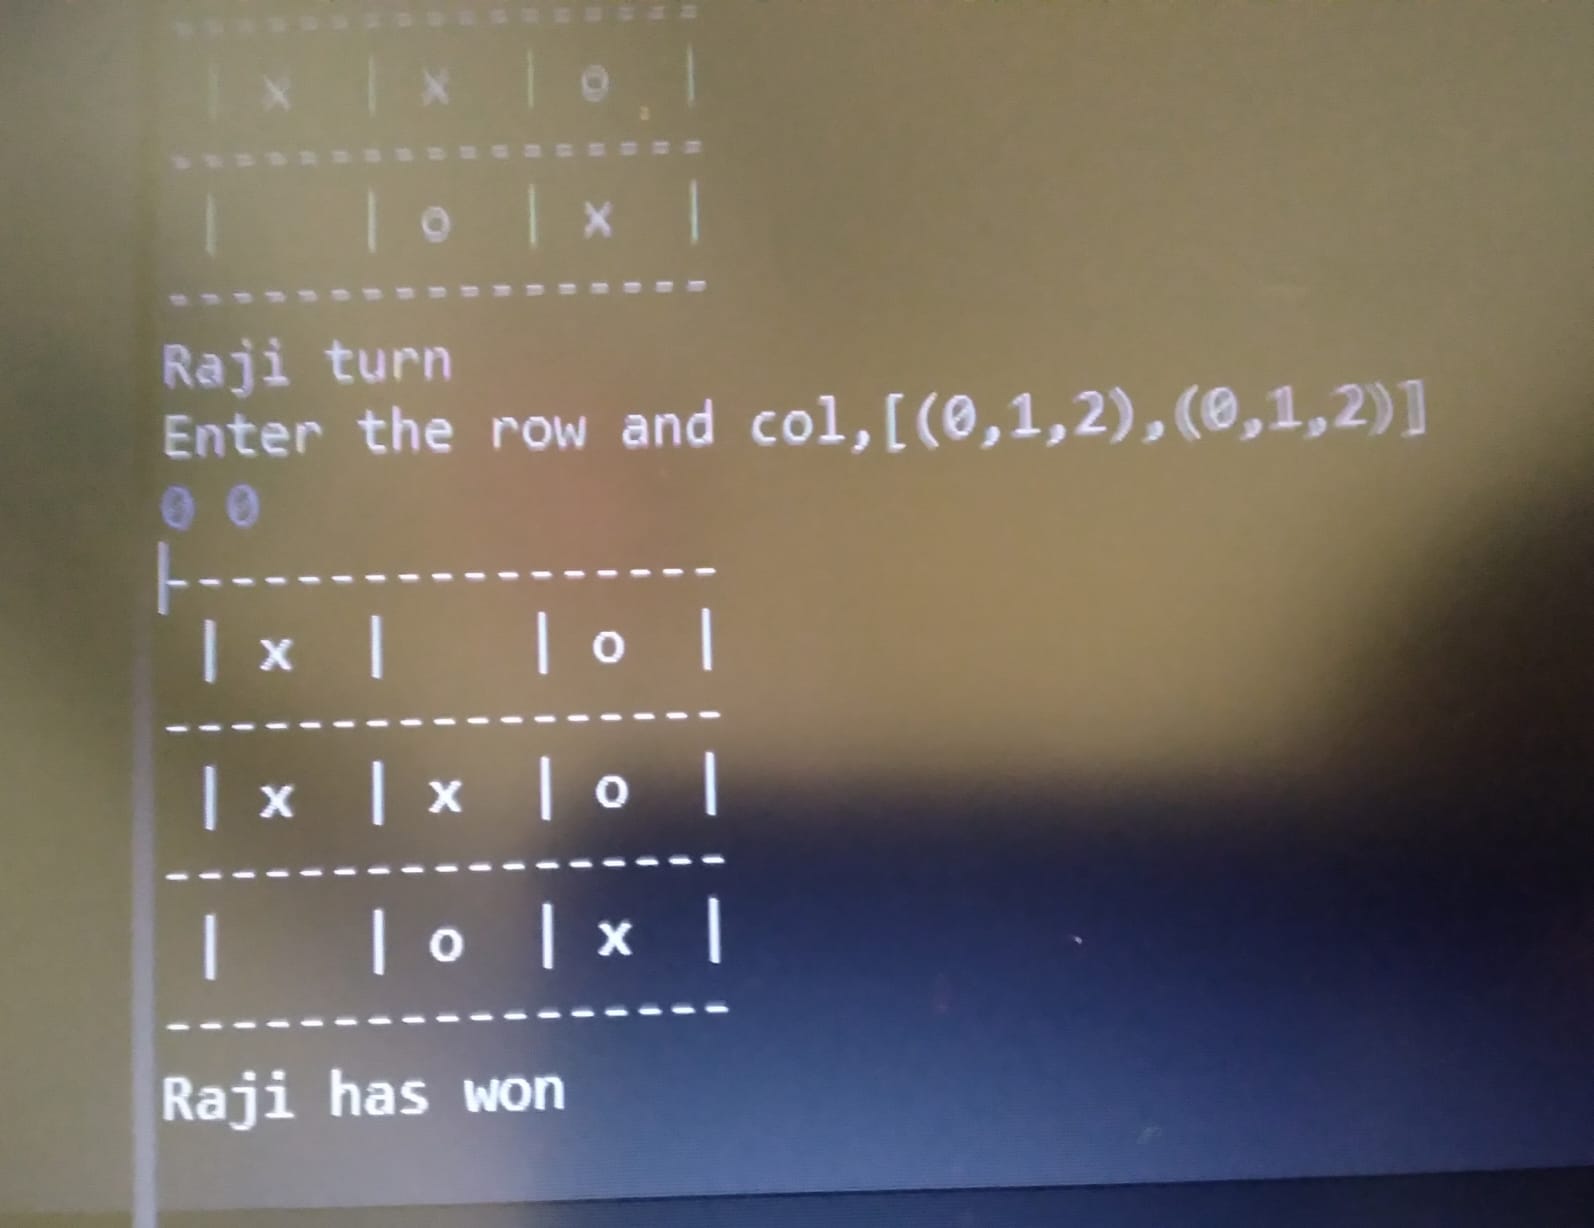 -----------------
| x | x | o |
-----------------
|   | o | x |
-----------------
Raji turn
Enter the row and col,[(0,1,2),(0,1,2)]
0 0
-----------------
| x |   | o |
-----------------
| x | x | o |
-----------------
|   | o | x |
-----------------
Raji has won